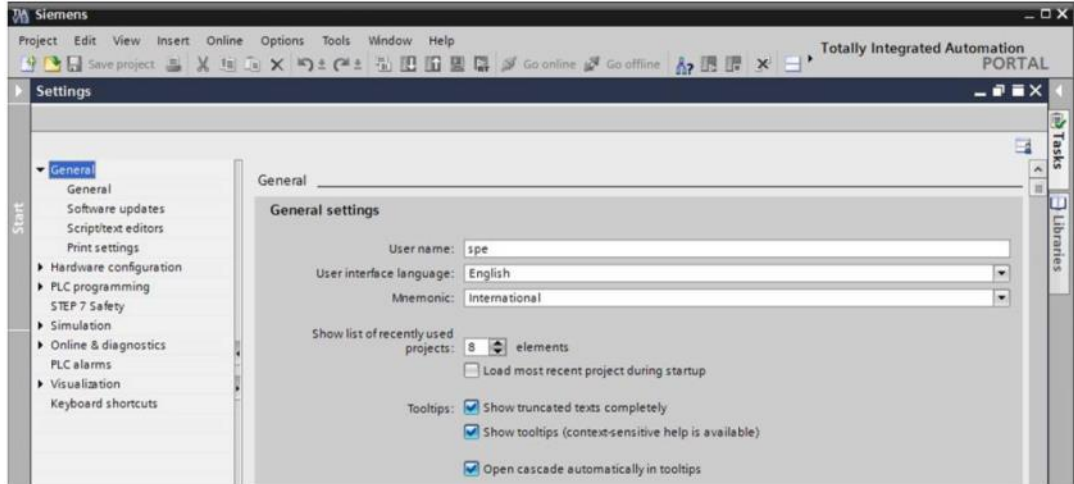 Siemens
Project Edit View Insert Online Options Tools Window Help
Totally Integrated Automation
PORTAL
Save project Go online Go offline
Settings
Start
Tasks
Libraries
General
General
Software updates
Script/text editors
Print settings
Hardware configuration
PLC programming
STEP 7 Safety
Simulation
Online & diagnostics
PLC alarms
Visualization
Keyboard shortcuts
General
General settings
User name: spe
User interface language: English
Mnemonic: International
Show list of recently used
projects: 8 elements
Load most recent project during startup
Tooltips: Show truncated texts completely
Show tooltips (context-sensitive help is available)
Open cascade automatically in tooltips